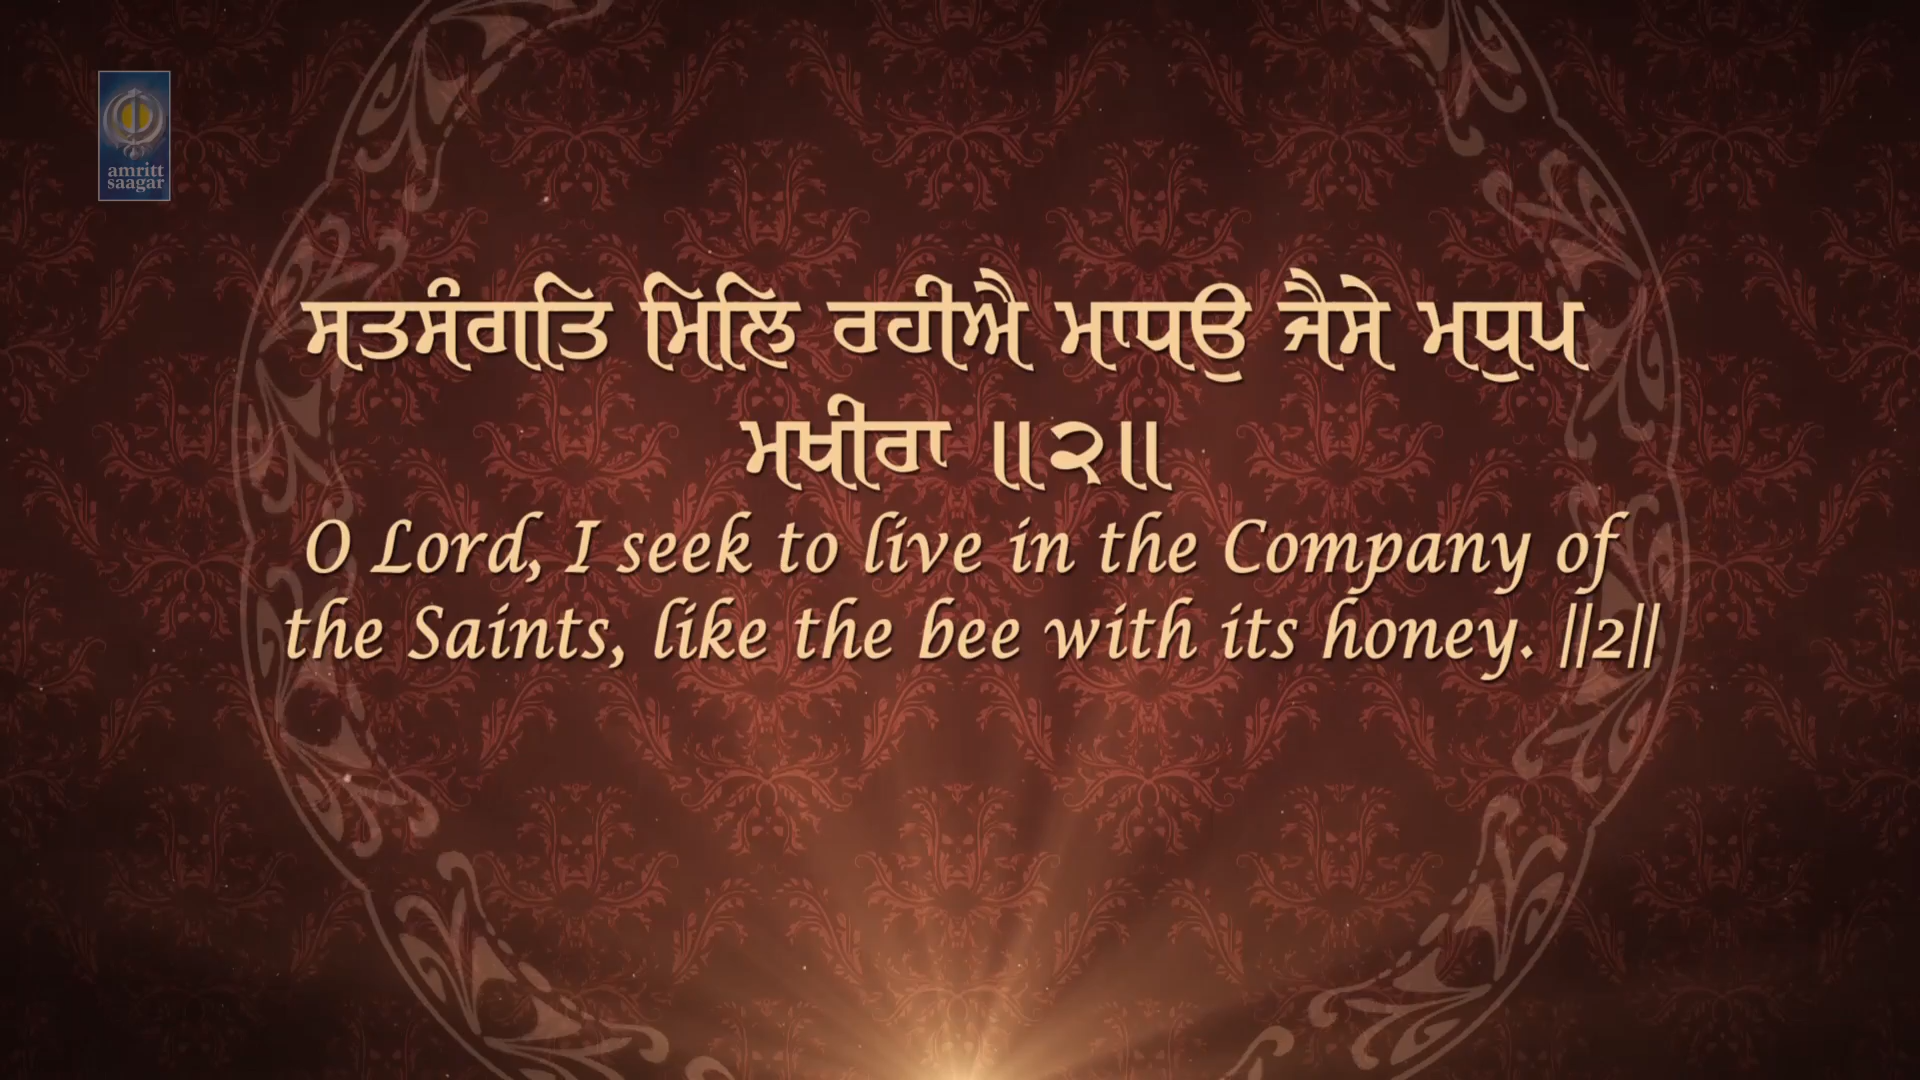 amritt
saagar
ਸਤਸੰਗਤਿ ਮਿਲਿ ਰਹੀਐ ਮਾਧਉ ਜੈਸੇ ਮਧੁਪ
ਮਖੀਰਾ ॥੨॥
O Lord, I seek to live in the Company of
the Saints, like the bee with its honey. ||2||